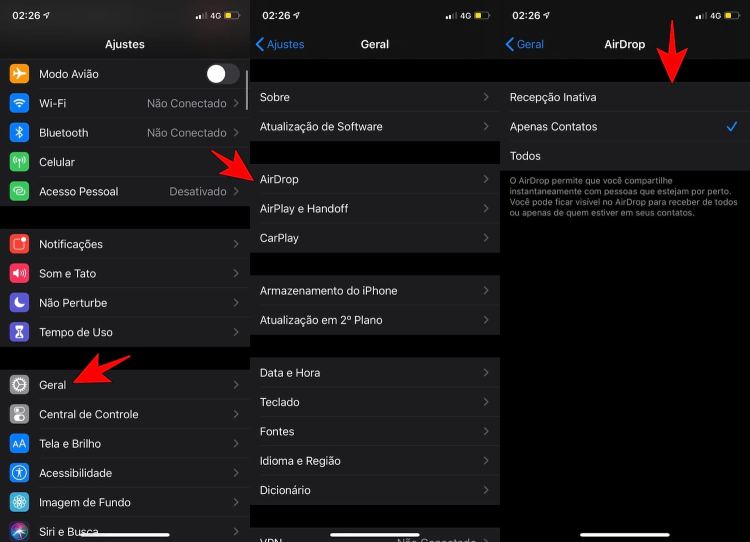 02:26
4G
Ajustes
Modo Avião
Wi-Fi Não Conectado
Bluetooth Não Conectado
Celular
Acesso Pessoal Desativado
Notificações
Som e Tato
Não Perturbe
Tempo de Uso
Geral
Central de Controle
AA Tela e Brilho
Acessibilidade
Imagem de Fundo
Siri e Busca
02:26
4G
Ajustes Geral
Sobre
Atualização de Software
AirDrop
AirPlay e Handoff
CarPlay
Armazenamento do iPhone
Atualização em 2º Plano
Data e Hora
Teclado
Fontes
Idioma e Região
Dicionário
VPN Não Conectado
02:26
4G
Geral AirDrop
Recepção Inativa
Apenas Contatos
Todos
O AirDrop permite que você compartilhe
instantaneamente com pessoas que estejam por perto.
Você pode ficar visível no AirDrop para receber de todos
ou apenas de quem estiver em seus contatos.